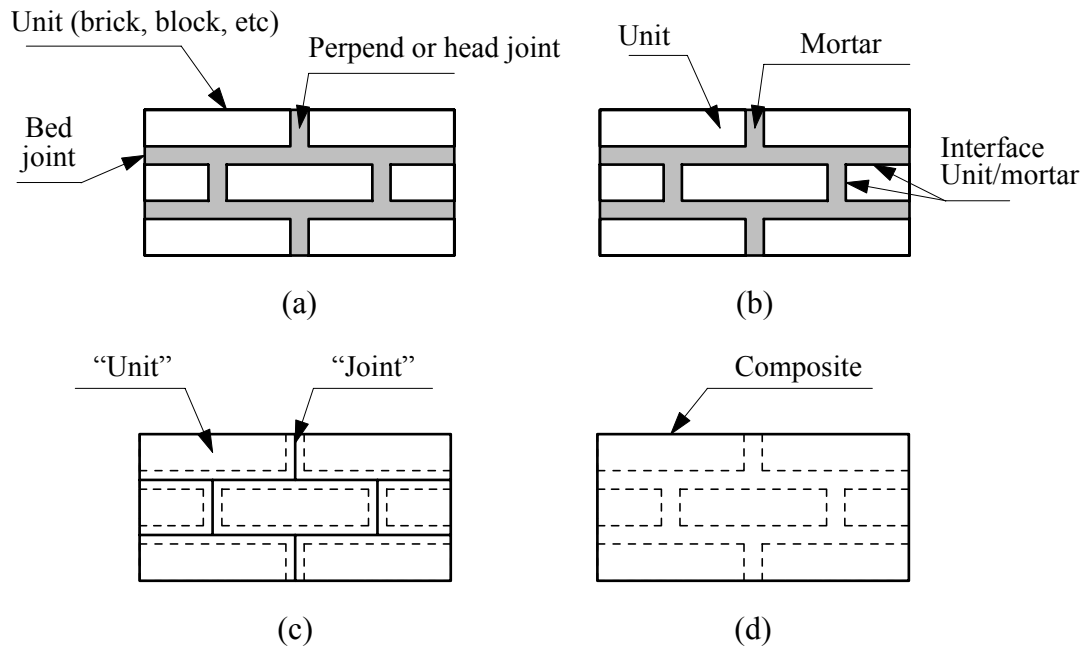 Unit (brick, block, etc)
Perpend or head joint
Bed
joint
(a)
Unit
Mortar
Interface
Unit/mortar
(b)
“Unit”
“Joint”
(c)
Composite
(d)